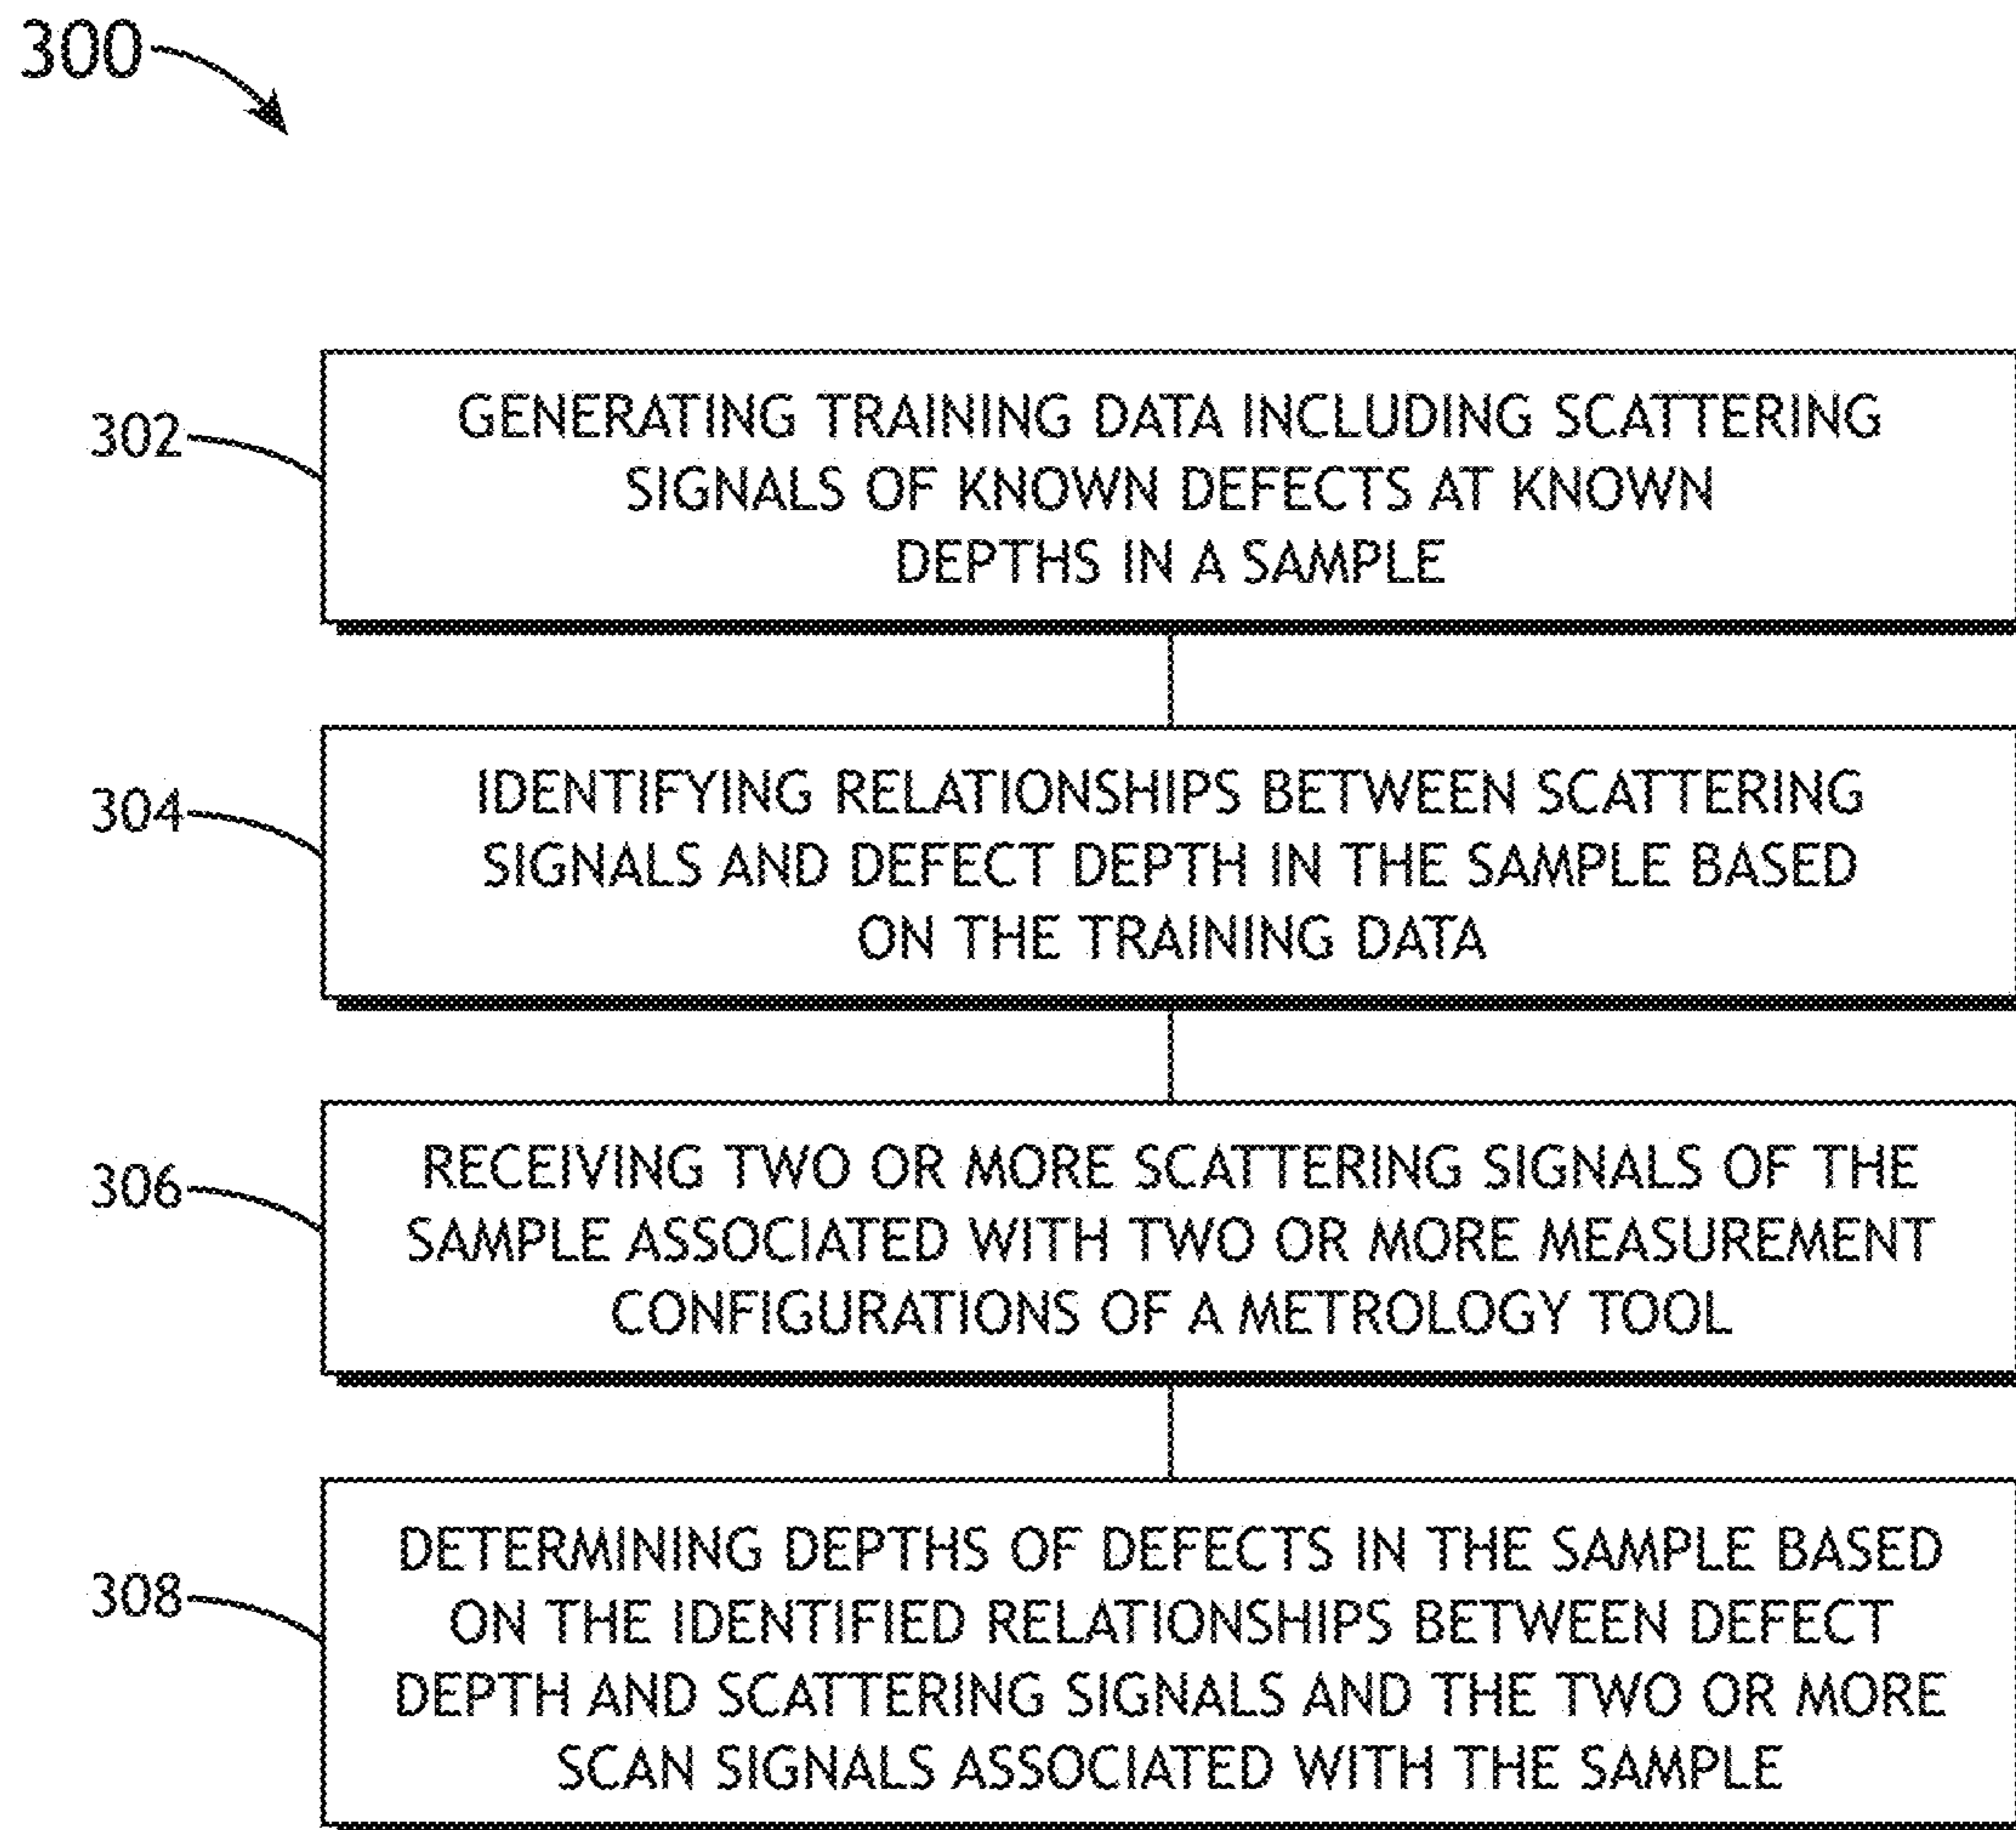 300
302
GENERATING TRAINING DATA INCLUDING SCATTERING
SIGNALS OF KNOWN DEFECTS AT KNOWN
DEPTHS IN A SAMPLE
304
IDENTIFYING RELATIONSHIPS BETWEEN SCATTERING
SIGNALS AND DEFECT DEPTH IN THE SAMPLE BASED
ON THE TRAINING DATA
306
RECEIVING TWO OR MORE SCATTERING SIGNALS OF THE
SAMPLE ASSOCIATED WITH TWO OR MORE MEASUREMENT
CONFIGURATIONS OF A METROLOGY TOOL
308
DETERMINING DEPTHS OF DEFECTS IN THE SAMPLE BASED
ON THE IDENTIFIED RELATIONSHIPS BETWEEN DEFECT
DEPTH AND SCATTERING SIGNALS AND THE TWO OR MORE
SCAN SIGNALS ASSOCIATED WITH THE SAMPLE